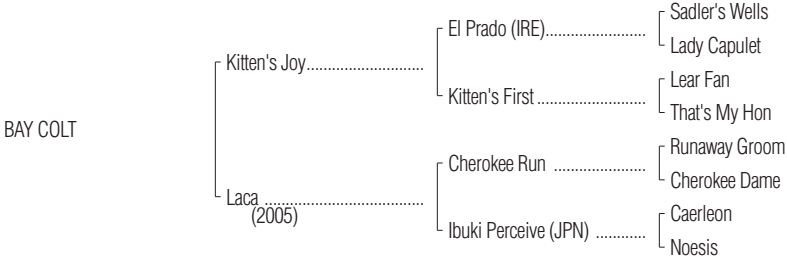 Sadler's Wells
El Prado (IRE)........................
Lady Capulet
Kitten's Joy............................
Lear Fan
Kitten's First ..........................
That's My Hon
BAY COLT
Runaway Groom
Cherokee Run ......................
Cherokee Dame
Laca ......................................
(2005)
Caerleon
Ibuki Perceive (JPN) ............
Noesis